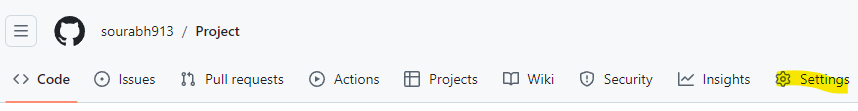 sourabh913 / Project
Code Issues Pull requests Actions Projects Wiki Security Insights Settings